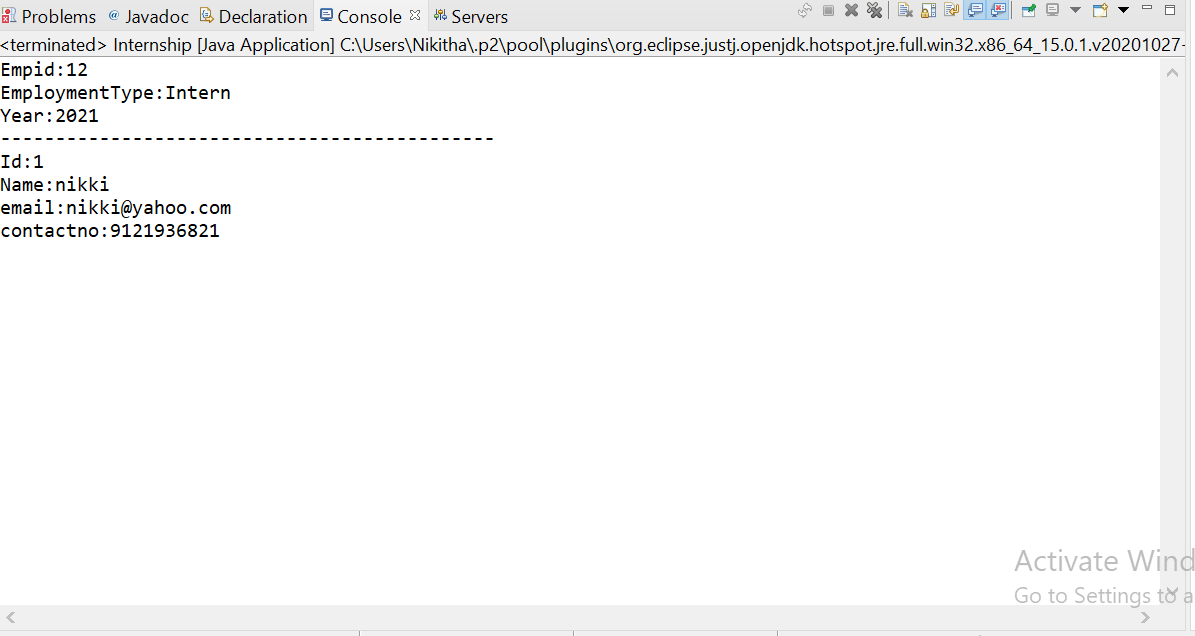 Problems @ Javadoc Declaration Console Servers
<terminated> Internship [Java Application] C:\Users\Nikitha\.p2\pool\plugins\org.eclipse.justj.openjdk.hotspot.jre.full.win32.x86_64_15.0.1.v20201027-
Empid:12
EmploymentType:Intern
Year:2021
---------------------------------------------
Id:1
Name:nikki
email:nikki@yahoo.com
contactno:9121936821
Activate Wind
Go to Settings to a